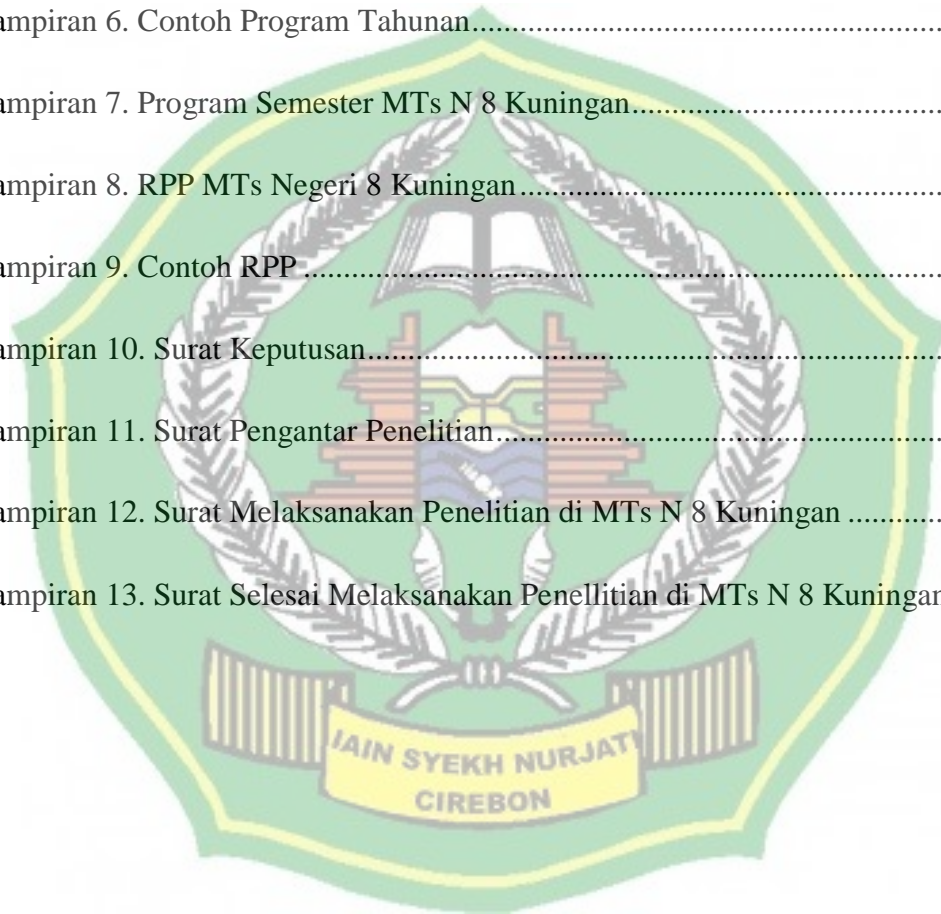 ampiran 6. Contoh Program Tahunan.......................................................................
ampiran 7. Program Semester MTs N 8 Kuningan...............................................
ampiran 8. RPP MTs Negeri 8 Kuningan ................................................................
ampiran 9. Contoh RPP .................................................................................................
ampiran 10. Surat Keputusan.......................................................................................
ampiran 11. Surat Pengantar Penelitian....................................................................
ampiran 12. Surat Melaksanakan Penelitian di MTs N 8 Kuningan ............
ampiran 13. Surat Selesai Melaksanakan Penellitian di MTs N 8 Kuningan
IAIN SYEKH NURJATI
CIREBON